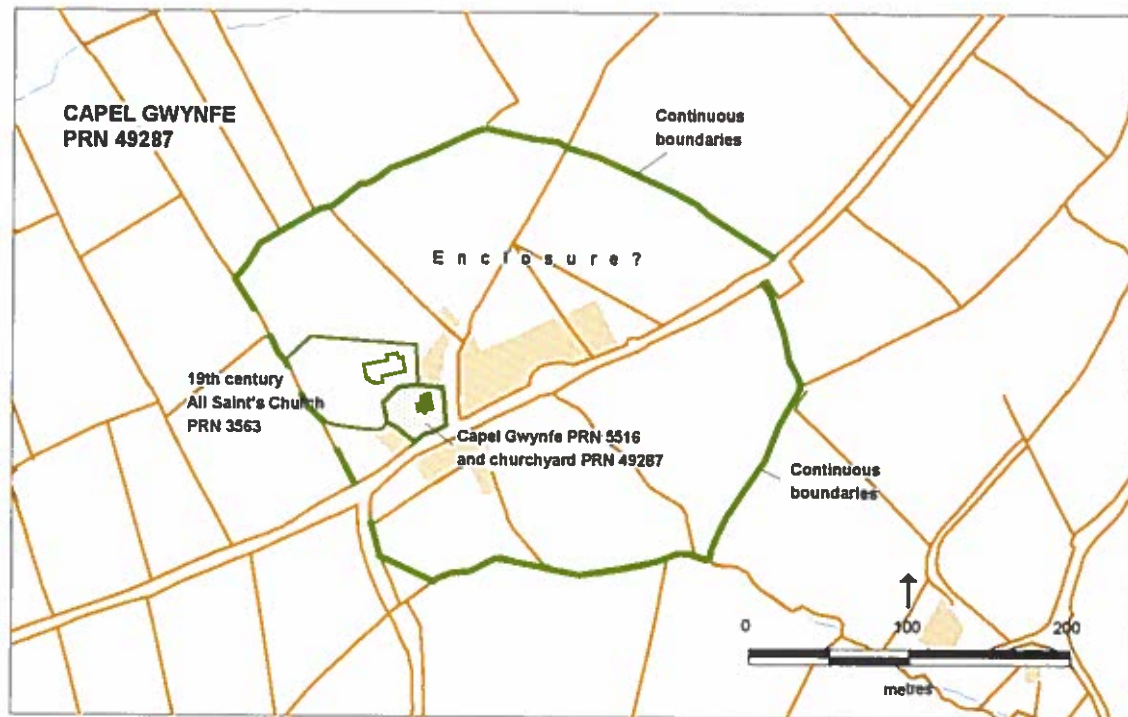 CAPEL GWYNFE
PRN 49287
Continuous
boundaries
Enclosure?
19th century
All Saint's Church
PRN 3563
Capel Gwynfe PRN 5516
and churchyard PRN 49287
Continuous
boundaries
0 100 200
metres